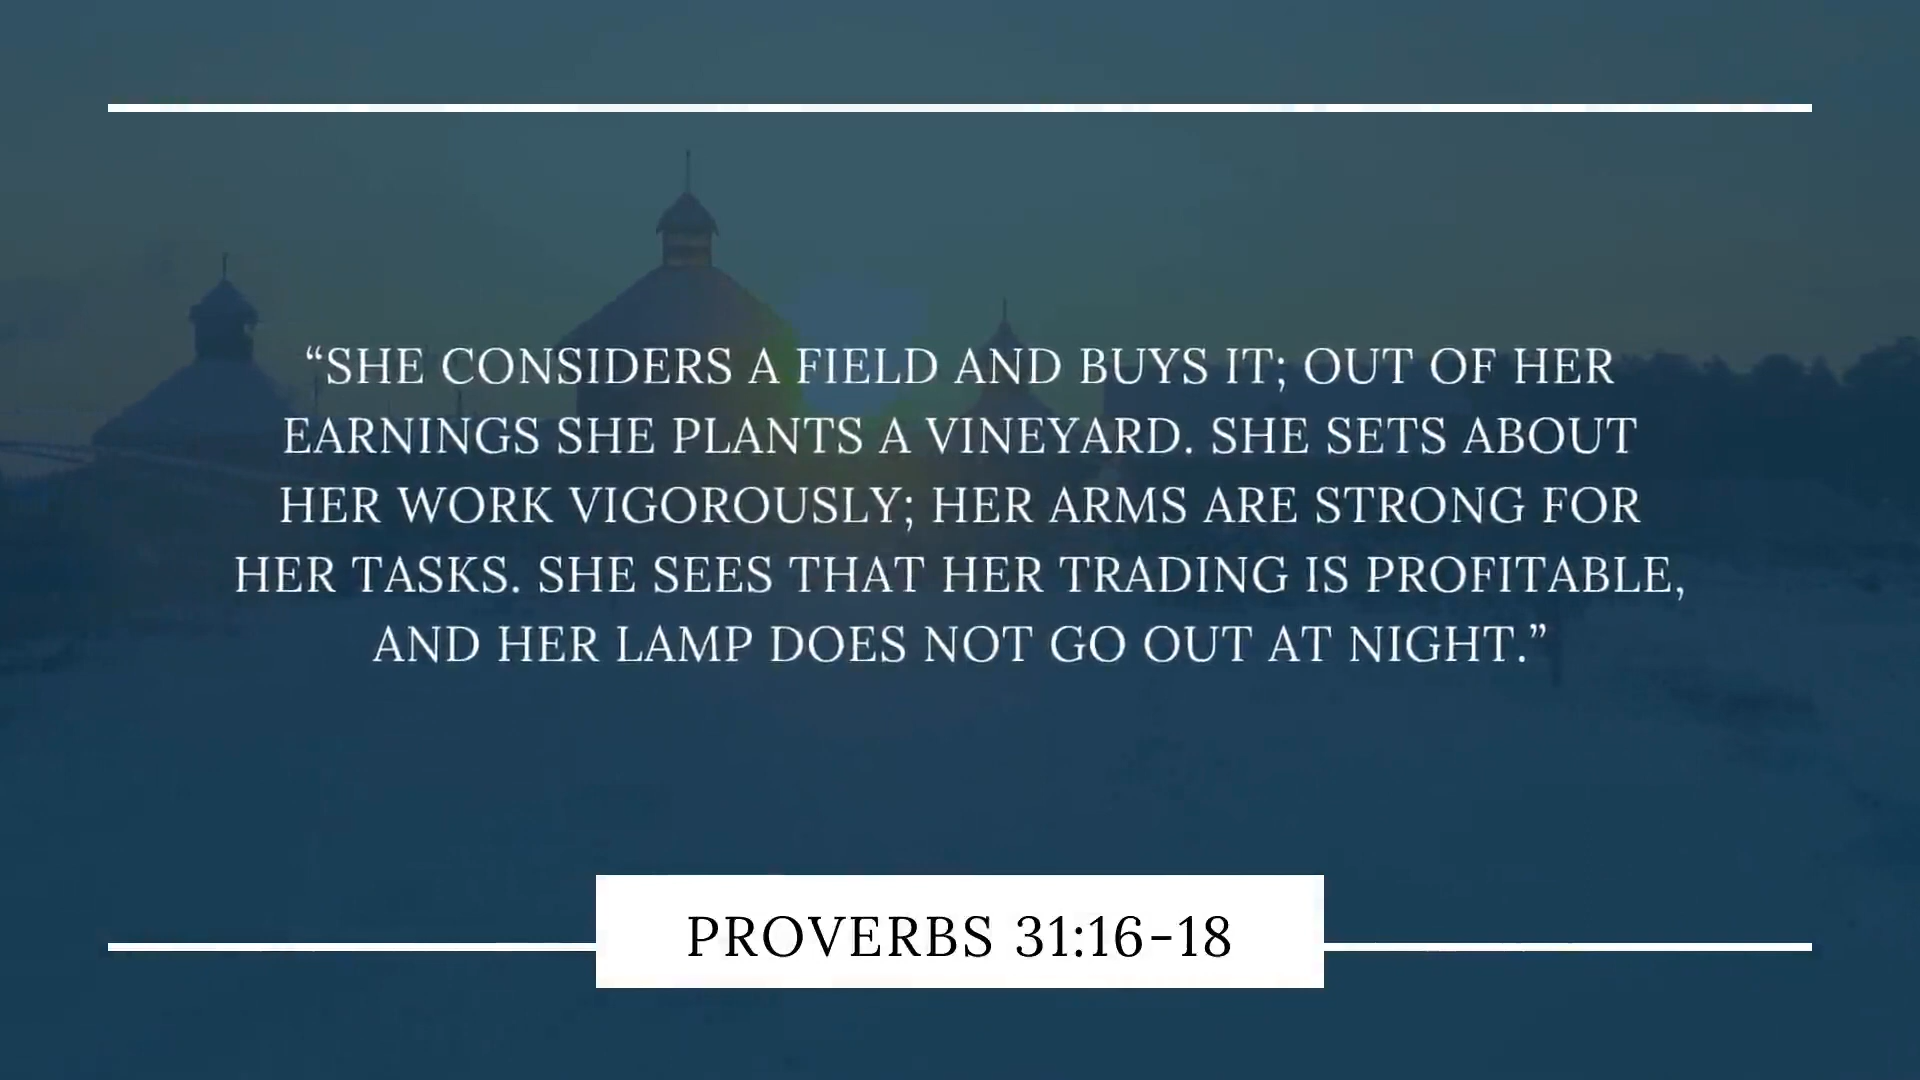 “SHE CONSIDERS A FIELD AND BUYS IT; OUT OF HER
EARNINGS SHE PLANTS A VINEYARD. SHE SETS ABOUT
HER WORK VIGOROUSLY; HER ARMS ARE STRONG FOR
HER TASKS. SHE SEES THAT HER TRADING IS PROFITABLE,
AND HER LAMP DOES NOT GO OUT AT NIGHT.”
PROVERBS 31:16-18